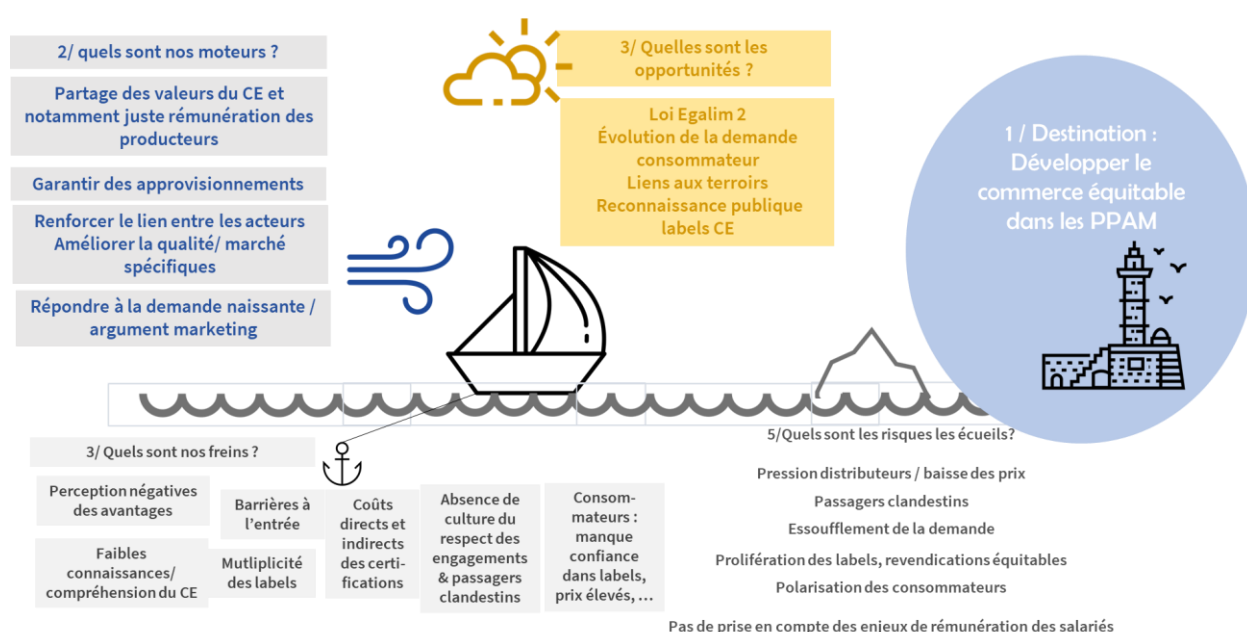 2/ quels sont nos moteurs ?
Partage des valeurs du CE et
notamment juste rémunération des
producteurs
Garantir des approvisionnements
Renforcer le lien entre les acteurs
Améliorer la qualité/ marché
spécifiques
Répondre à la demande naissante /
argument marketing
3/ Quelles sont les
opportunités ?
Loi Egalim 2
Évolution de la demande
consommateur
Liens aux terroirs
Reconnaissance publique
labels CE
1 / Destination :
Développer le
commerce équitable
dans les PPAM
3/ Quels sont nos freins ?
Perception négatives
des avantages
Faibles
connaissances/
compréhension du CE
Barrières à
l'entrée
Mutliplicité
des labels
Coûts
directs et
indirects
des certi-
fications
Absence de
culture du
respect des
engagements
& passagers
clandestins
Consom-
mateurs :
manque
confiance
dans labels,
prix élevés, ...
5/Quels sont les risques les écueils?
Pression distributeurs / baisse des prix
Passagers clandestins
Essoufflement de la demande
Prolifération des labels, revendications équitables
Polarisation des consommateurs
Pas de prise en compte des enjeux de rémunération des salariés